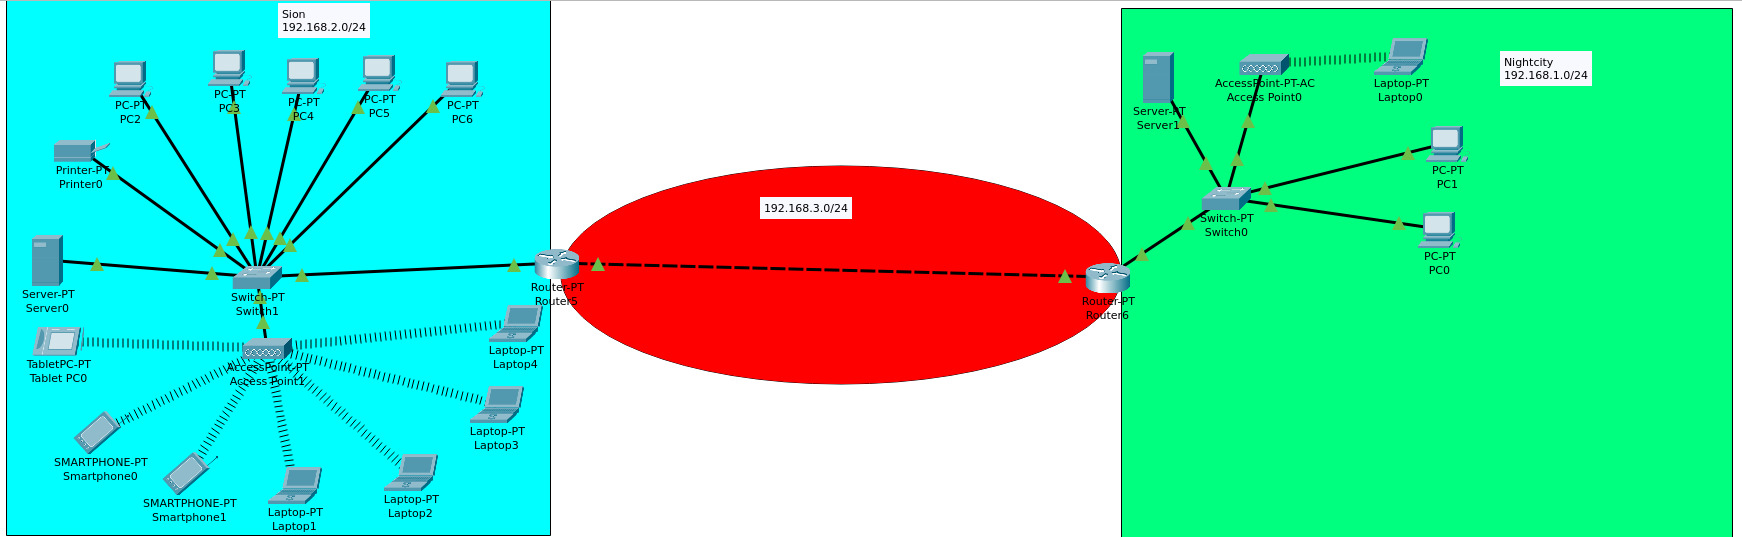 Sion
192.168.2.0/24
PC-PT
PC2
PC-PT
PC3
PC-PT
PC4
PC-PT
PC5
PC-PT
PC6
Printer-PT
Printer0
Server-PT
Server0
Switch-PT
Switch1
TabletPC-PT
Tablet PC0
AccessPoint-PT
Access Point1
Laptop-PT
Laptop4
Laptop-PT
Laptop3
SMARTPHONE-PT
Smartphone0
SMARTPHONE-PT
Smartphone1
Laptop-PT
Laptop1
Laptop-PT
Laptop2
Router-PT
Router5
192.168.3.0/24
Router-PT
Router6
Nightcity
192.168.1.0/24
Server-PT
Server1
AccessPoint-PT-AC
Access Point0
Laptop-PT
Laptop0
PC-PT
PC1
Switch-PT
Switch0
PC-PT
PC0